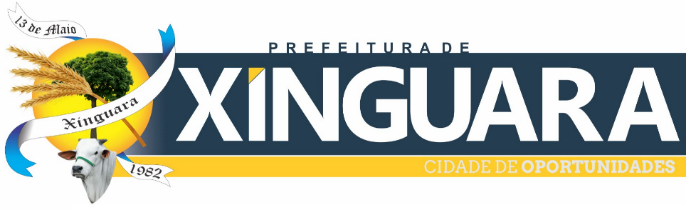 13 de Maio
Xinguara
1982
PREFEITURA DE
XINGUARA
CIDADE DE OPORTUNIDADES